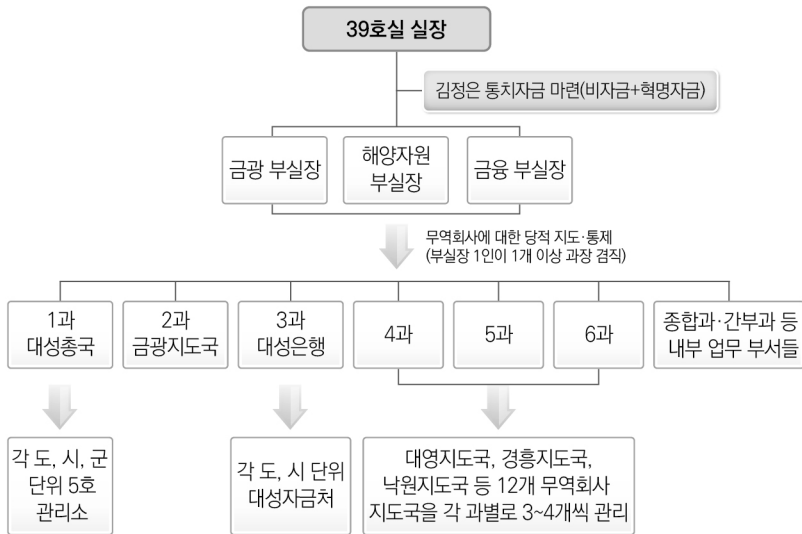 39호실 실장
김정은 통치자금 마련(비자금+혁명자금)
금광 부실장
해양자원
부실장
금융 부실장
무역회사에 대한 당적 지도·통제
(부실장 1인이 1개 이상 과장 겸직)
1과
대성총국
2과
금광지도국
3과
대성은행
4과
5과
6과
종합과·간부과 등
내부 업무 부서들
각 도, 시, 군
단위 5호
관리소
각 도, 시 단위
대성자금처
대영지도국, 경흥지도국,
낙원지도국 등 12개 무역회사
지도국을 각 과별로 3~4개씩 관리